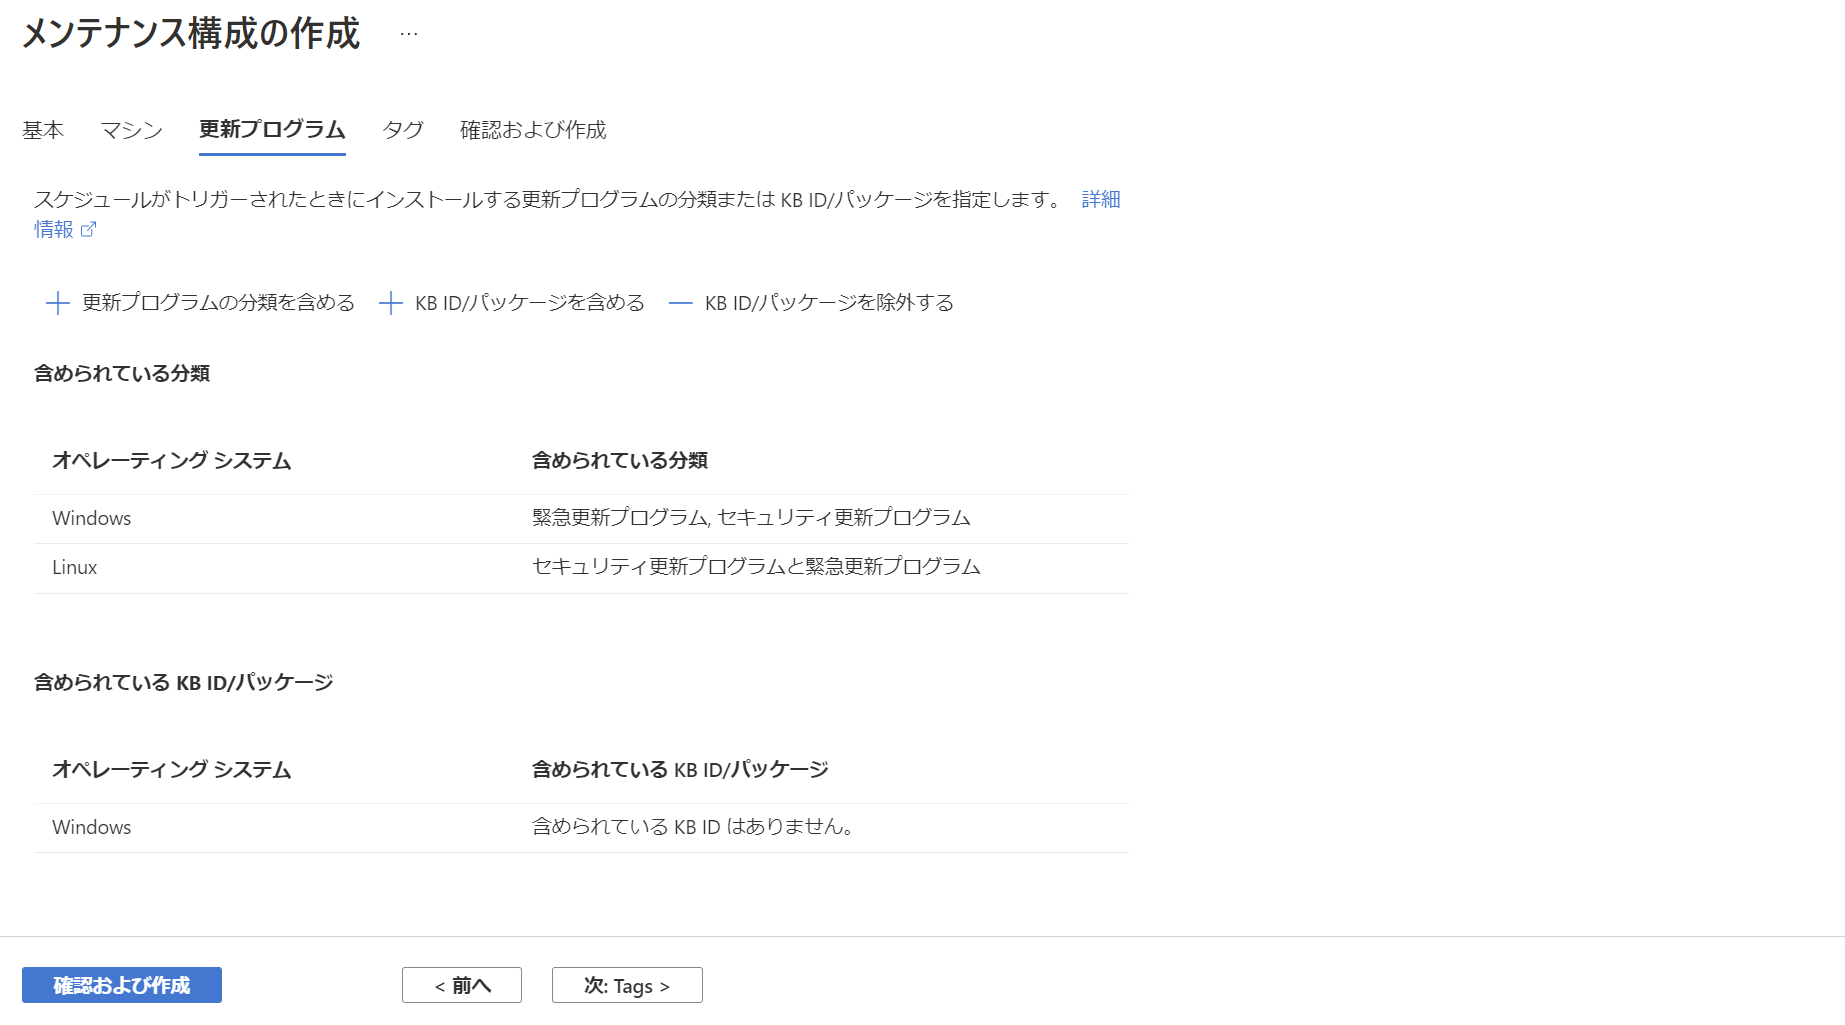 メンテナンス構成の作成 …
基本 マシン 更新プログラム タグ 確認および作成
スケジュールがトリガーされたときにインストールする更新プログラムの分類または KB ID/パッケージを指定します。 詳細
情報
更新プログラムの分類を含める KB ID/パッケージを含める KB ID/パッケージを除外する
含められている分類
オペレーティング システム 含められている分類
Windows 緊急更新プログラム, セキュリティ更新プログラム
Linux セキュリティ更新プログラムと緊急更新プログラム
含められている KB ID/パッケージ
オペレーティング システム 含められている KB ID/パッケージ
Windows 含められている KB ID はありません。
確認および作成 < 前へ 次: Tags >